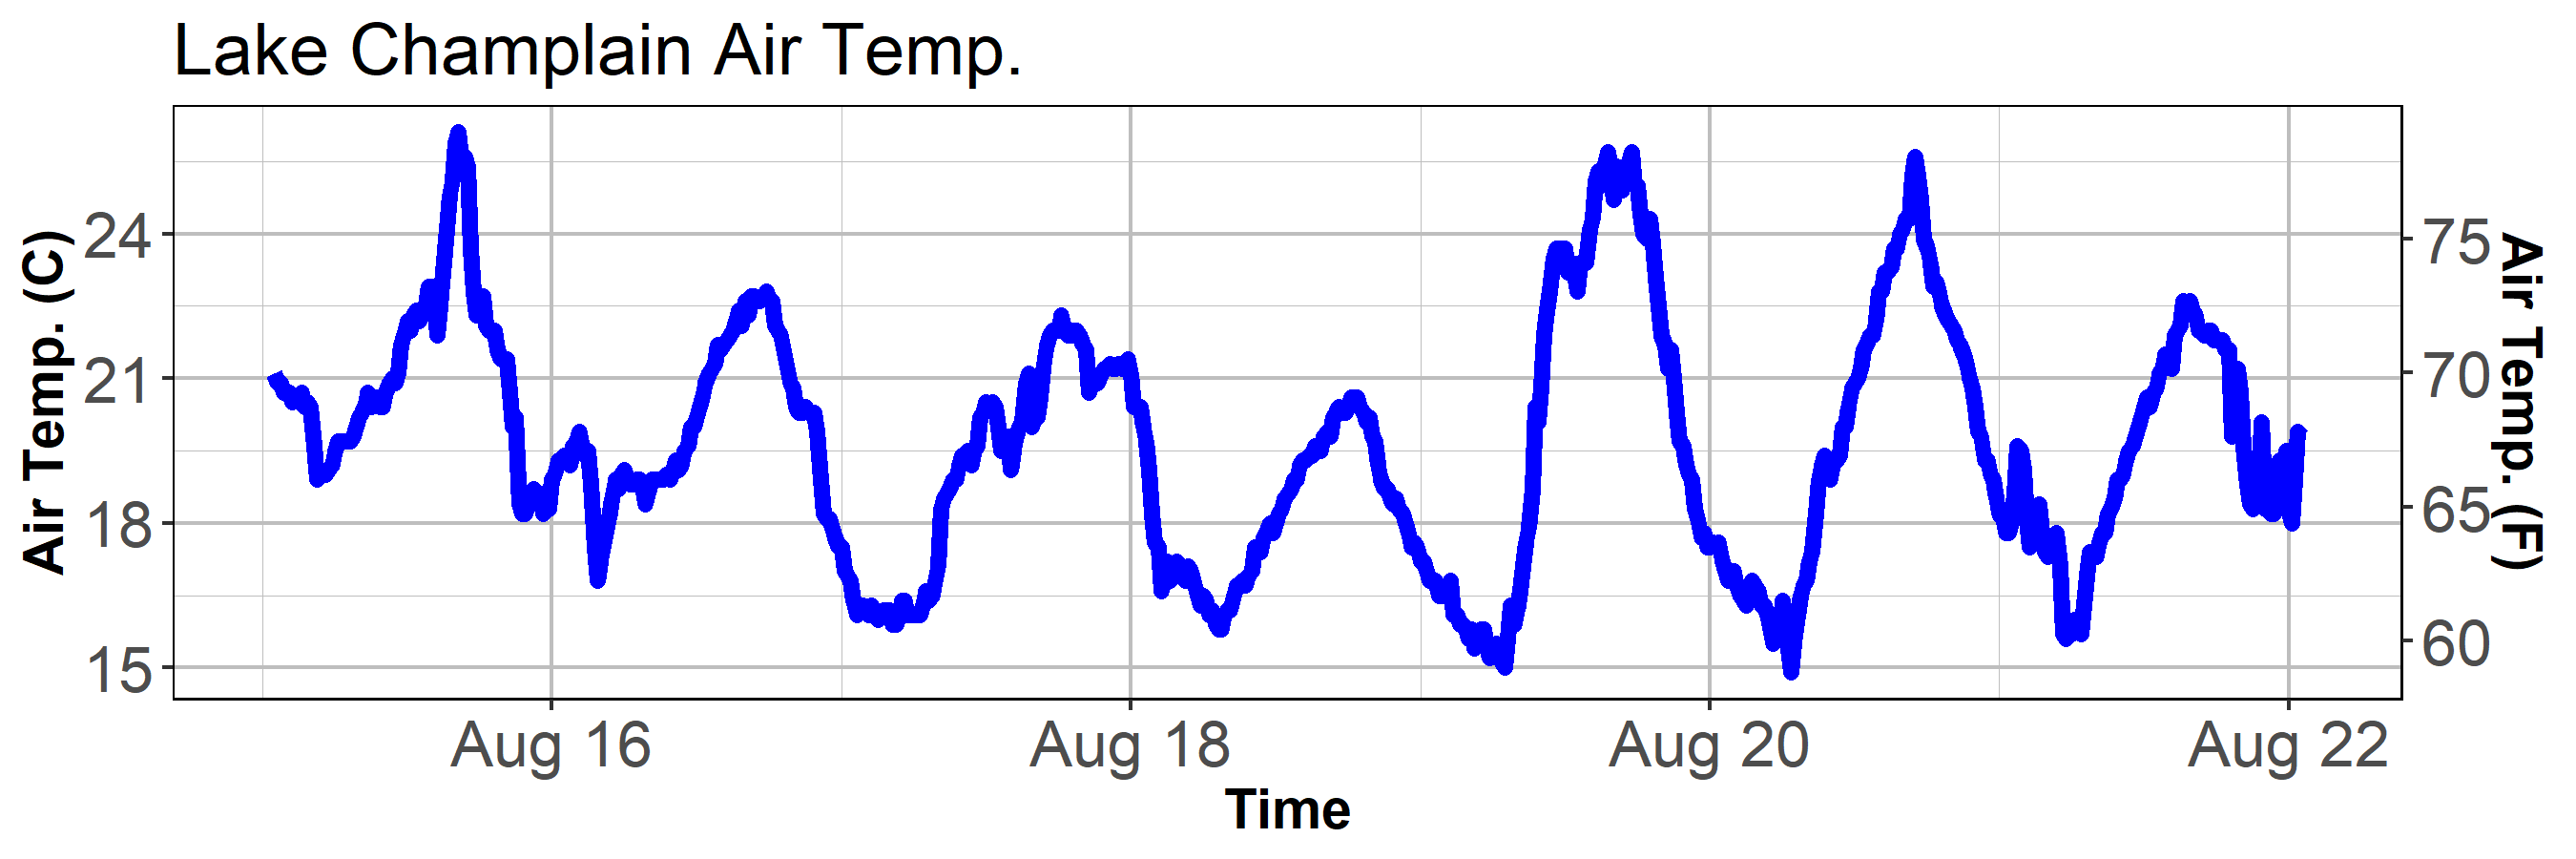 Lake Champlain Air Temp.
Air Temp. (C)
24
21
18
15
75
70
65
60
Air Temp. (F)
Aug 16
Aug 18
Aug 20
Aug 22
Time